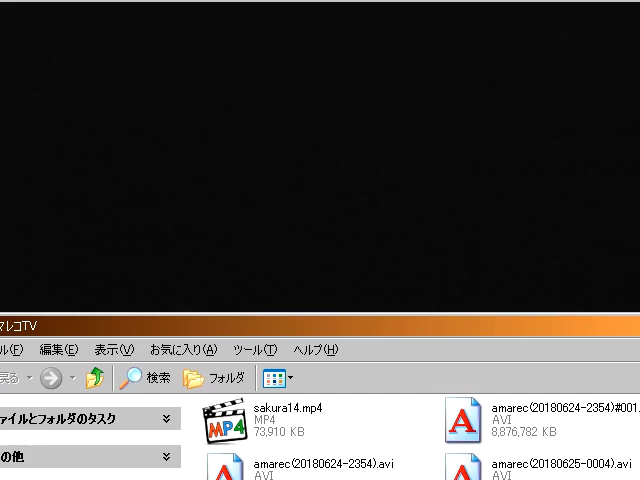 マレコTV
ル(F) 編集(E) 表示(V) お気に入り(A) ツール(T) ヘルプ(H)
戻る 検索 フォルダ
ァイルとフォルダのタスク
の他
sakura14.mp4
MP4
73,910 KB
amarec(20180624-2354)#001.
AVI
8,876,782 KB
amarec(20180624-2354).avi
AVI
amarec(20180625-0004).avi
AVI